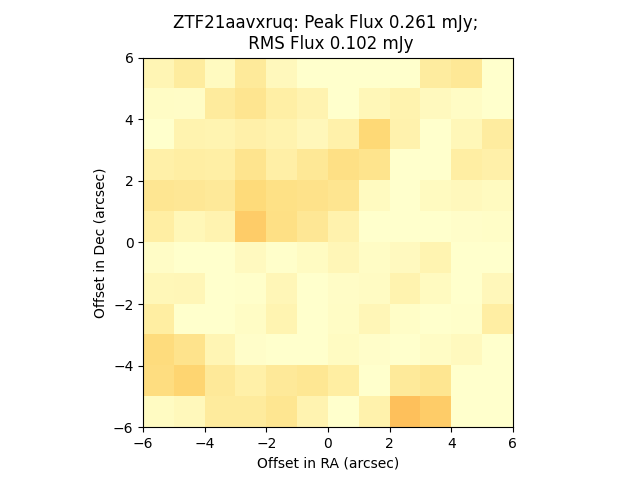 ZTF21aavxruq: Peak Flux 0.261 mJy;
RMS Flux 0.102 mJy
6
4
2
0
−2
−4
−6
Offset in Dec (arcsec)
−6 −4 −2 0 2 4 6
Offset in RA (arcsec)